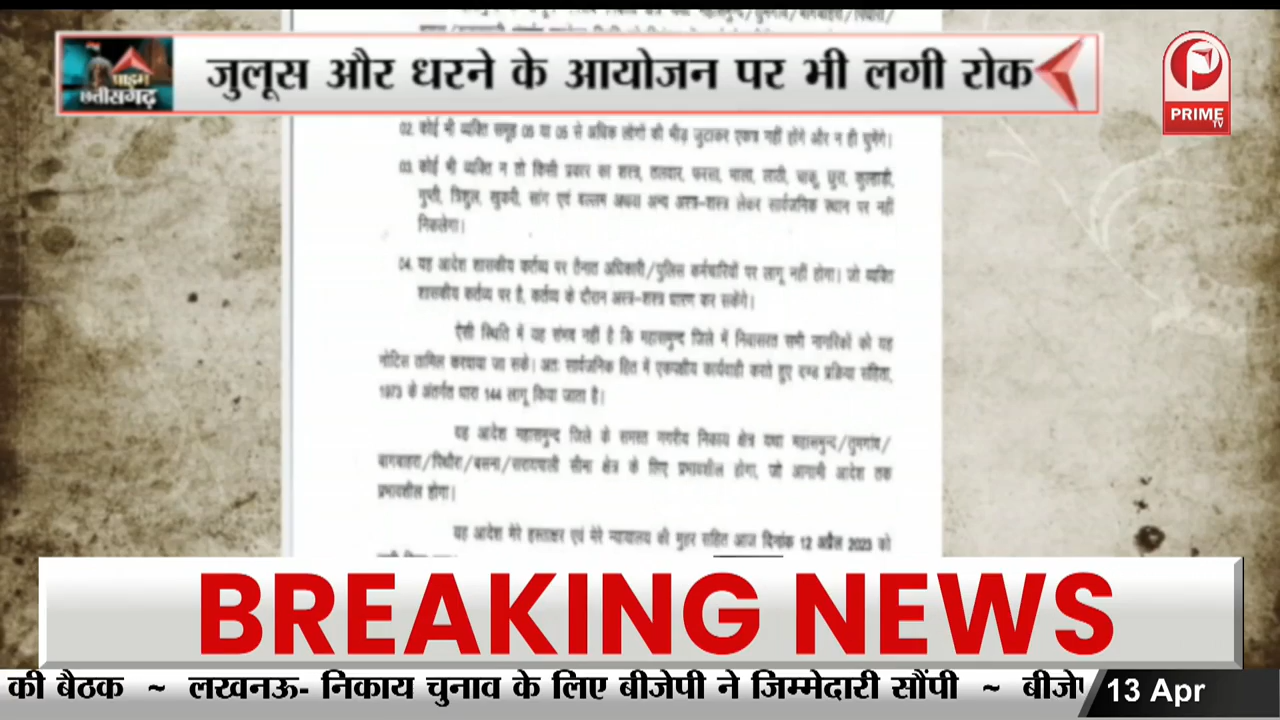 प्राइम
छत्तीसगढ़
जुलूस और धरने के आयोजन पर भी लगी रोक
PRIME
TV
02. कोई भी व्यक्ति समूह 05 या 05 से अधिक लोगों की भीड़ जुटाकर एकत्र नहीं होंगे और न ही घुमेंगे।
03. कोई भी व्यक्ति न तो किसी प्रकार का शस्त्र, तलवार, फरसा, भाला, लाठी, चाकू, छुरा, कुल्हाडी,
गुप्ती, त्रिशुल, खुकरी, सांग एवं बल्लम अथवा अन्य अस्त्र-शस्त्र लेकर सार्वजनिक स्थान पर नहीं
निकलेगा।
04. यह आदेश शासकीय कर्तव्य पर तैनात अधिकारी/पुलिस कर्मचारियों पर लागू नहीं होगा। जो व्यक्ति
शासकीय कर्तव्य पर है, कर्तव्य के दौरान अस्त्र-शस्त्र धारण कर सकेंगे।
ऐसी स्थिति में यह संभव नहीं है कि महासमुन्द जिले में निवासरत सभी नागरिकों को यह
नोटिस तामिल करवाया जा सके। अतः सार्वजनिक हित में एकपक्षीय कार्यवाही करते हुए दण्ड प्रक्रिया संहिता,
1973 के अंतर्गत धारा 144 लागू किया जाता है।
यह आदेश महासमुन्द जिले के समस्त नगरीय निकाय क्षेत्र यथा महासमुन्द/तुमगांव/
बागबाहरा/पिथौरा/बसना/सरायपाली सीमा क्षेत्र के लिए प्रभावशील होगा, जो आगामी आदेश तक
प्रभावशील होगा।
यह आदेश मेरे हस्ताक्षर एवं मेरे न्यायालय की मुहर सहित आज दिनांक 12 अप्रैल 2023 को
BREAKING NEWS
की बैठक ~ लखनऊ- निकाय चुनाव के लिए बीजेपी ने जिम्मेदारी सौंपी ~ बीजेप
13 Apr